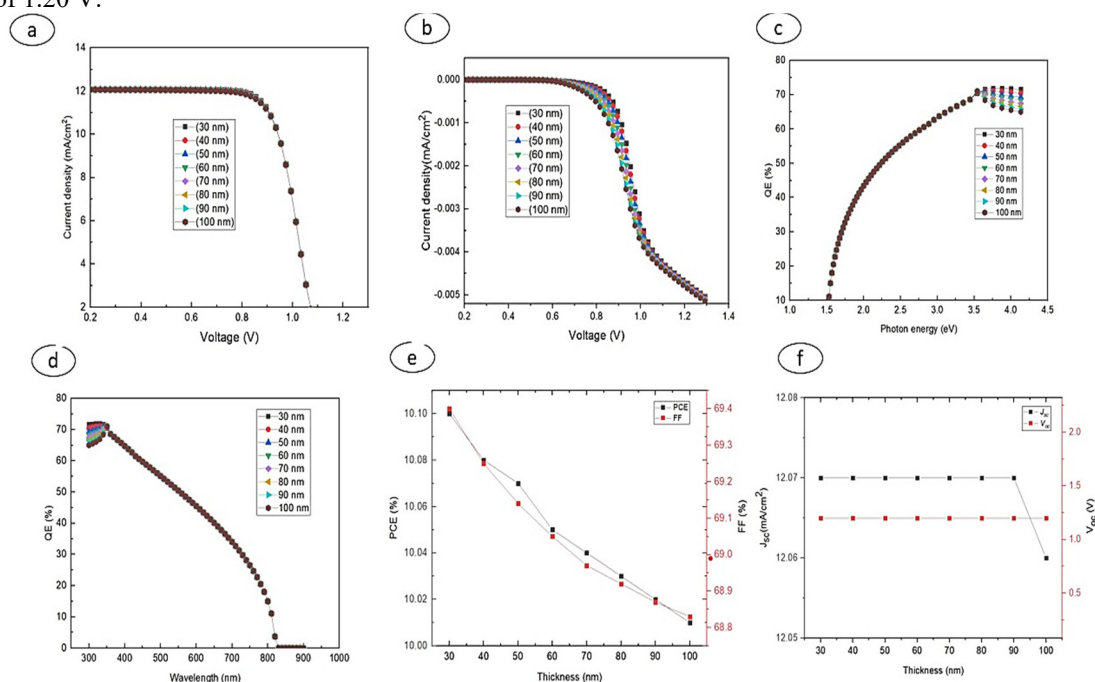 of 1.20 V.
a
14
12
10
8
6
4
2
Current density (mA/cm²)
(30 nm)
(40 nm)
(50 nm)
(60 nm)
(70 nm)
(80 nm)
(90 nm)
(100 nm)
0.2 0.4 0.6 0.8 1.0 1.2
Voltage (V)
b
0.000
-0.001
-0.002
-0.003
-0.004
-0.005
Current density(mA/cm²)
(30 nm)
(40 nm)
(50 nm)
(60 nm)
(70 nm)
(80 nm)
(90 nm)
(100 nm)
0.2 0.4 0.6 0.8 1.0 1.2 1.4
Voltage (V)
c
80
70
60
50
40
30
20
10
QE (%)
30 nm
40 nm
50 nm
60 nm
70 nm
80 nm
90 nm
100 nm
1.0 1.5 2.0 2.5 3.0 3.5 4.0 4.5
Photon energy (eV)
d
80
75
70
65
60
55
50
45
40
35
30
25
20
15
10
5
0
QE (%)
30 nm
40 nm
50 nm
60 nm
70 nm
80 nm
90 nm
100 nm
300 400 500 600 700 800 900 1000
Wavelength (nm)
e
10.10
10.08
10.06
10.04
10.02
10.00
PCE (%)
PCE
FF
69.4
69.3
69.2
69.1
69.0
68.9
68.8
FF (%)
30 40 50 60 70 80 90 100
Thickness (nm)
f
12.08
12.07
12.06
12.05
J_sc(mA/cm²)
J_sc
V_oc
2.0
1.5
1.0
0.5
V_oc (V)
30 40 50 60 70 80 90 100
Thickness (nm)